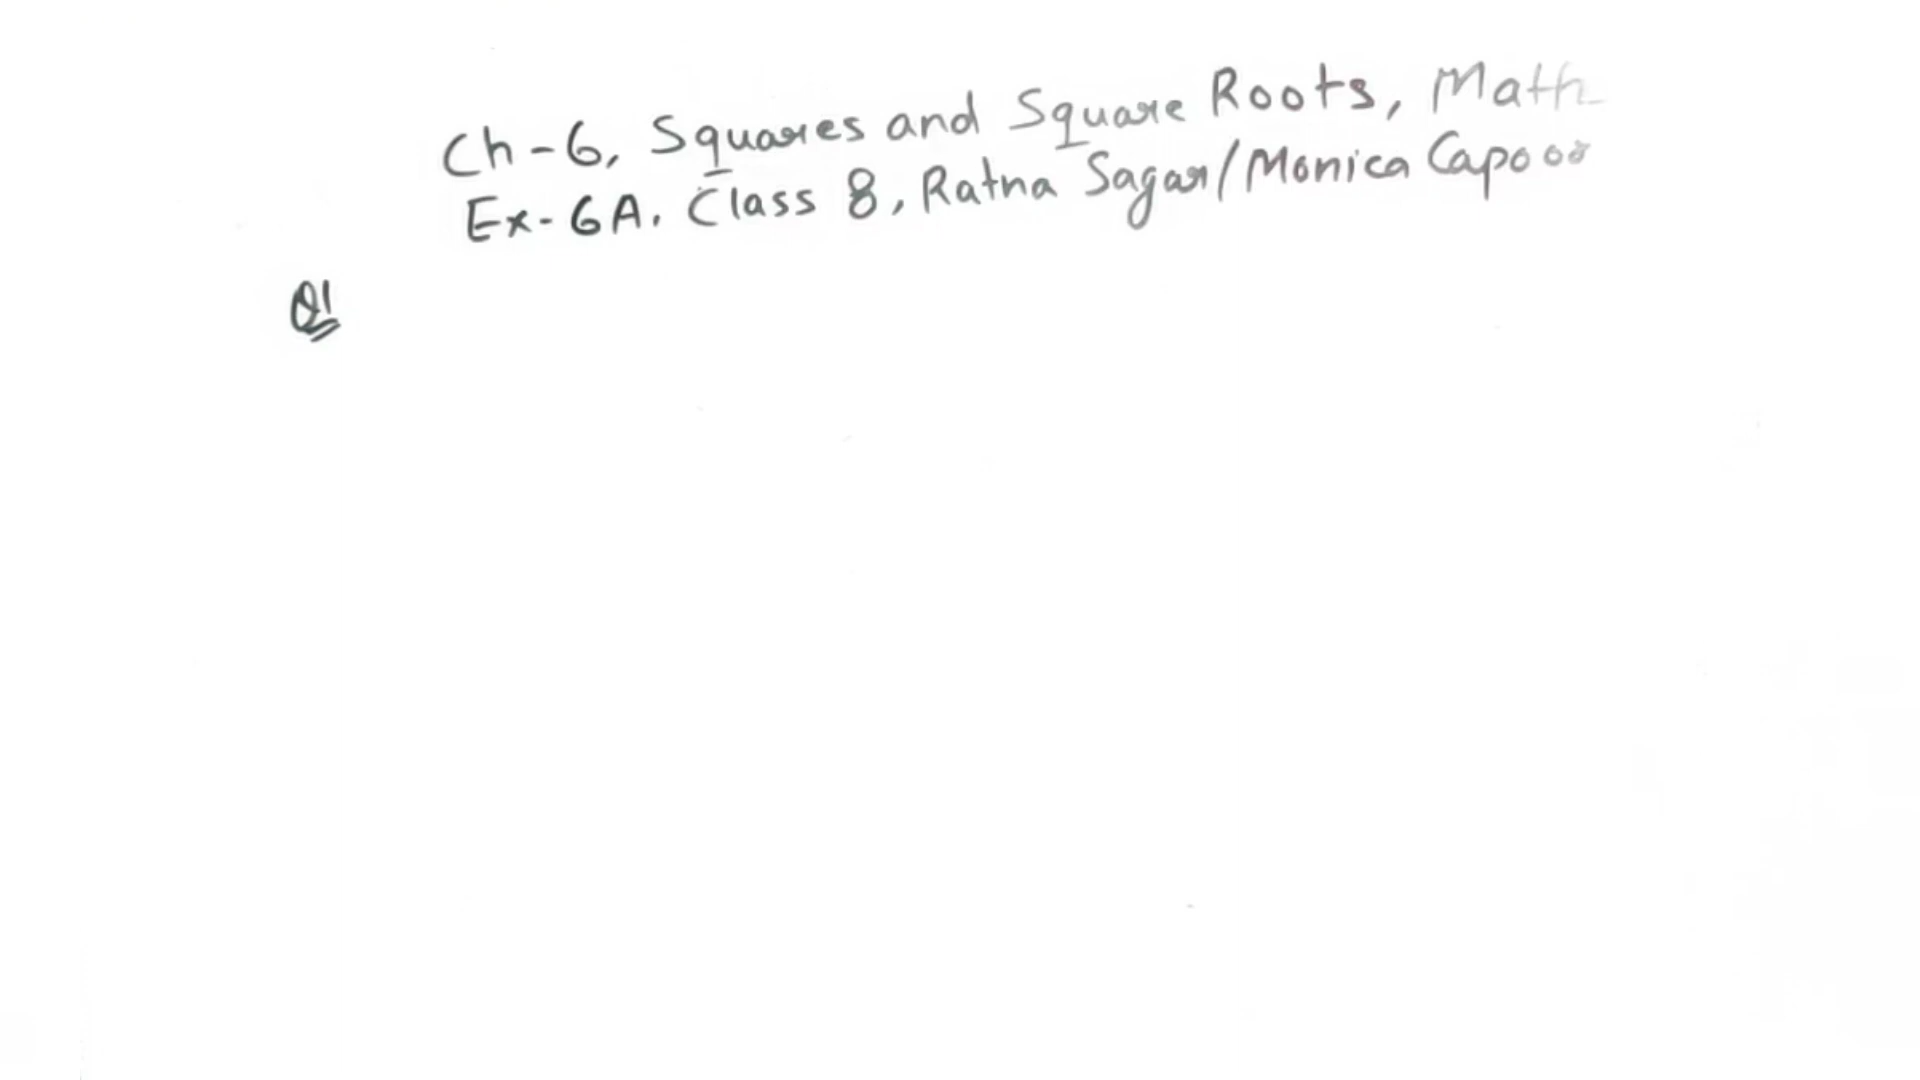 Ch-6, Squares and Square Roots, Math
Ex-6A. Class 8, Ratna Sagar/Monica Capoor
Q1